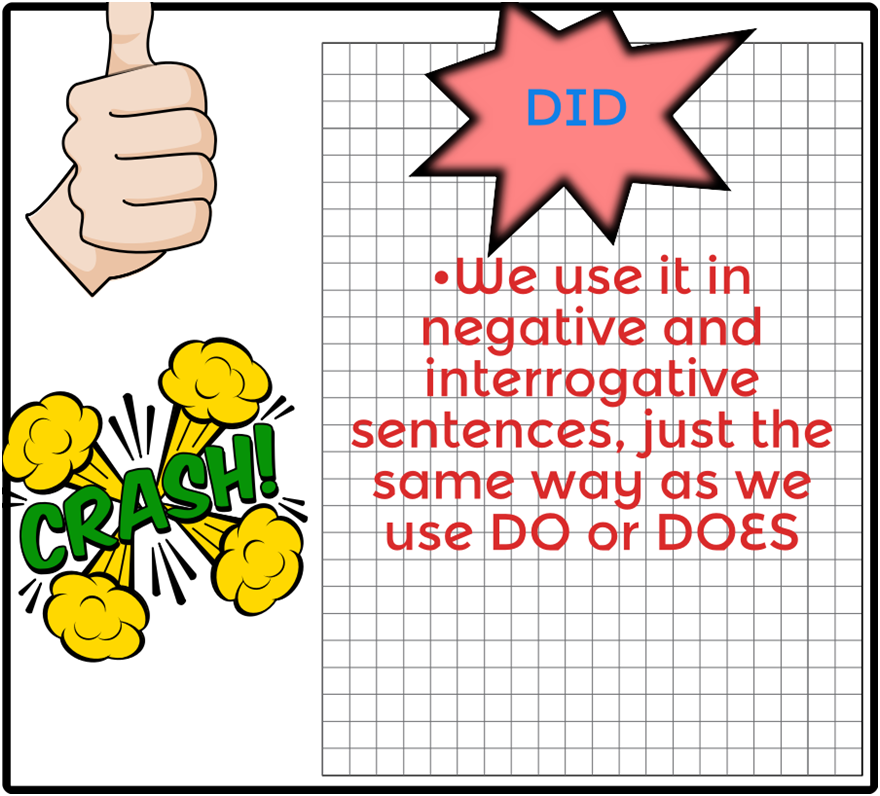 DID
•We use it in
negative and
interrogative
sentences, just the
same way as we
use DO or DOES
CRASH!